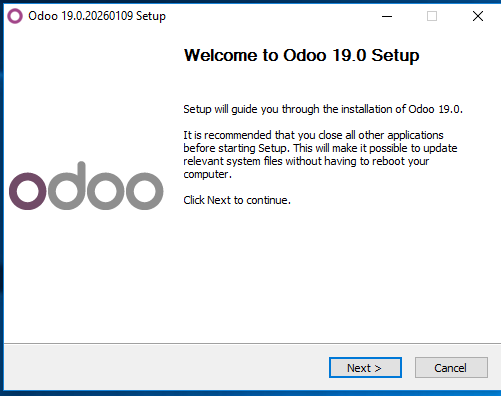 Odoo 19.0.20260109 Setup
Welcome to Odoo 19.0 Setup
Setup will guide you through the installation of Odoo 19.0.
It is recommended that you close all other applications
before starting Setup. This will make it possible to update
relevant system files without having to reboot your
computer.
Click Next to continue.
odoo
Next >
Cancel